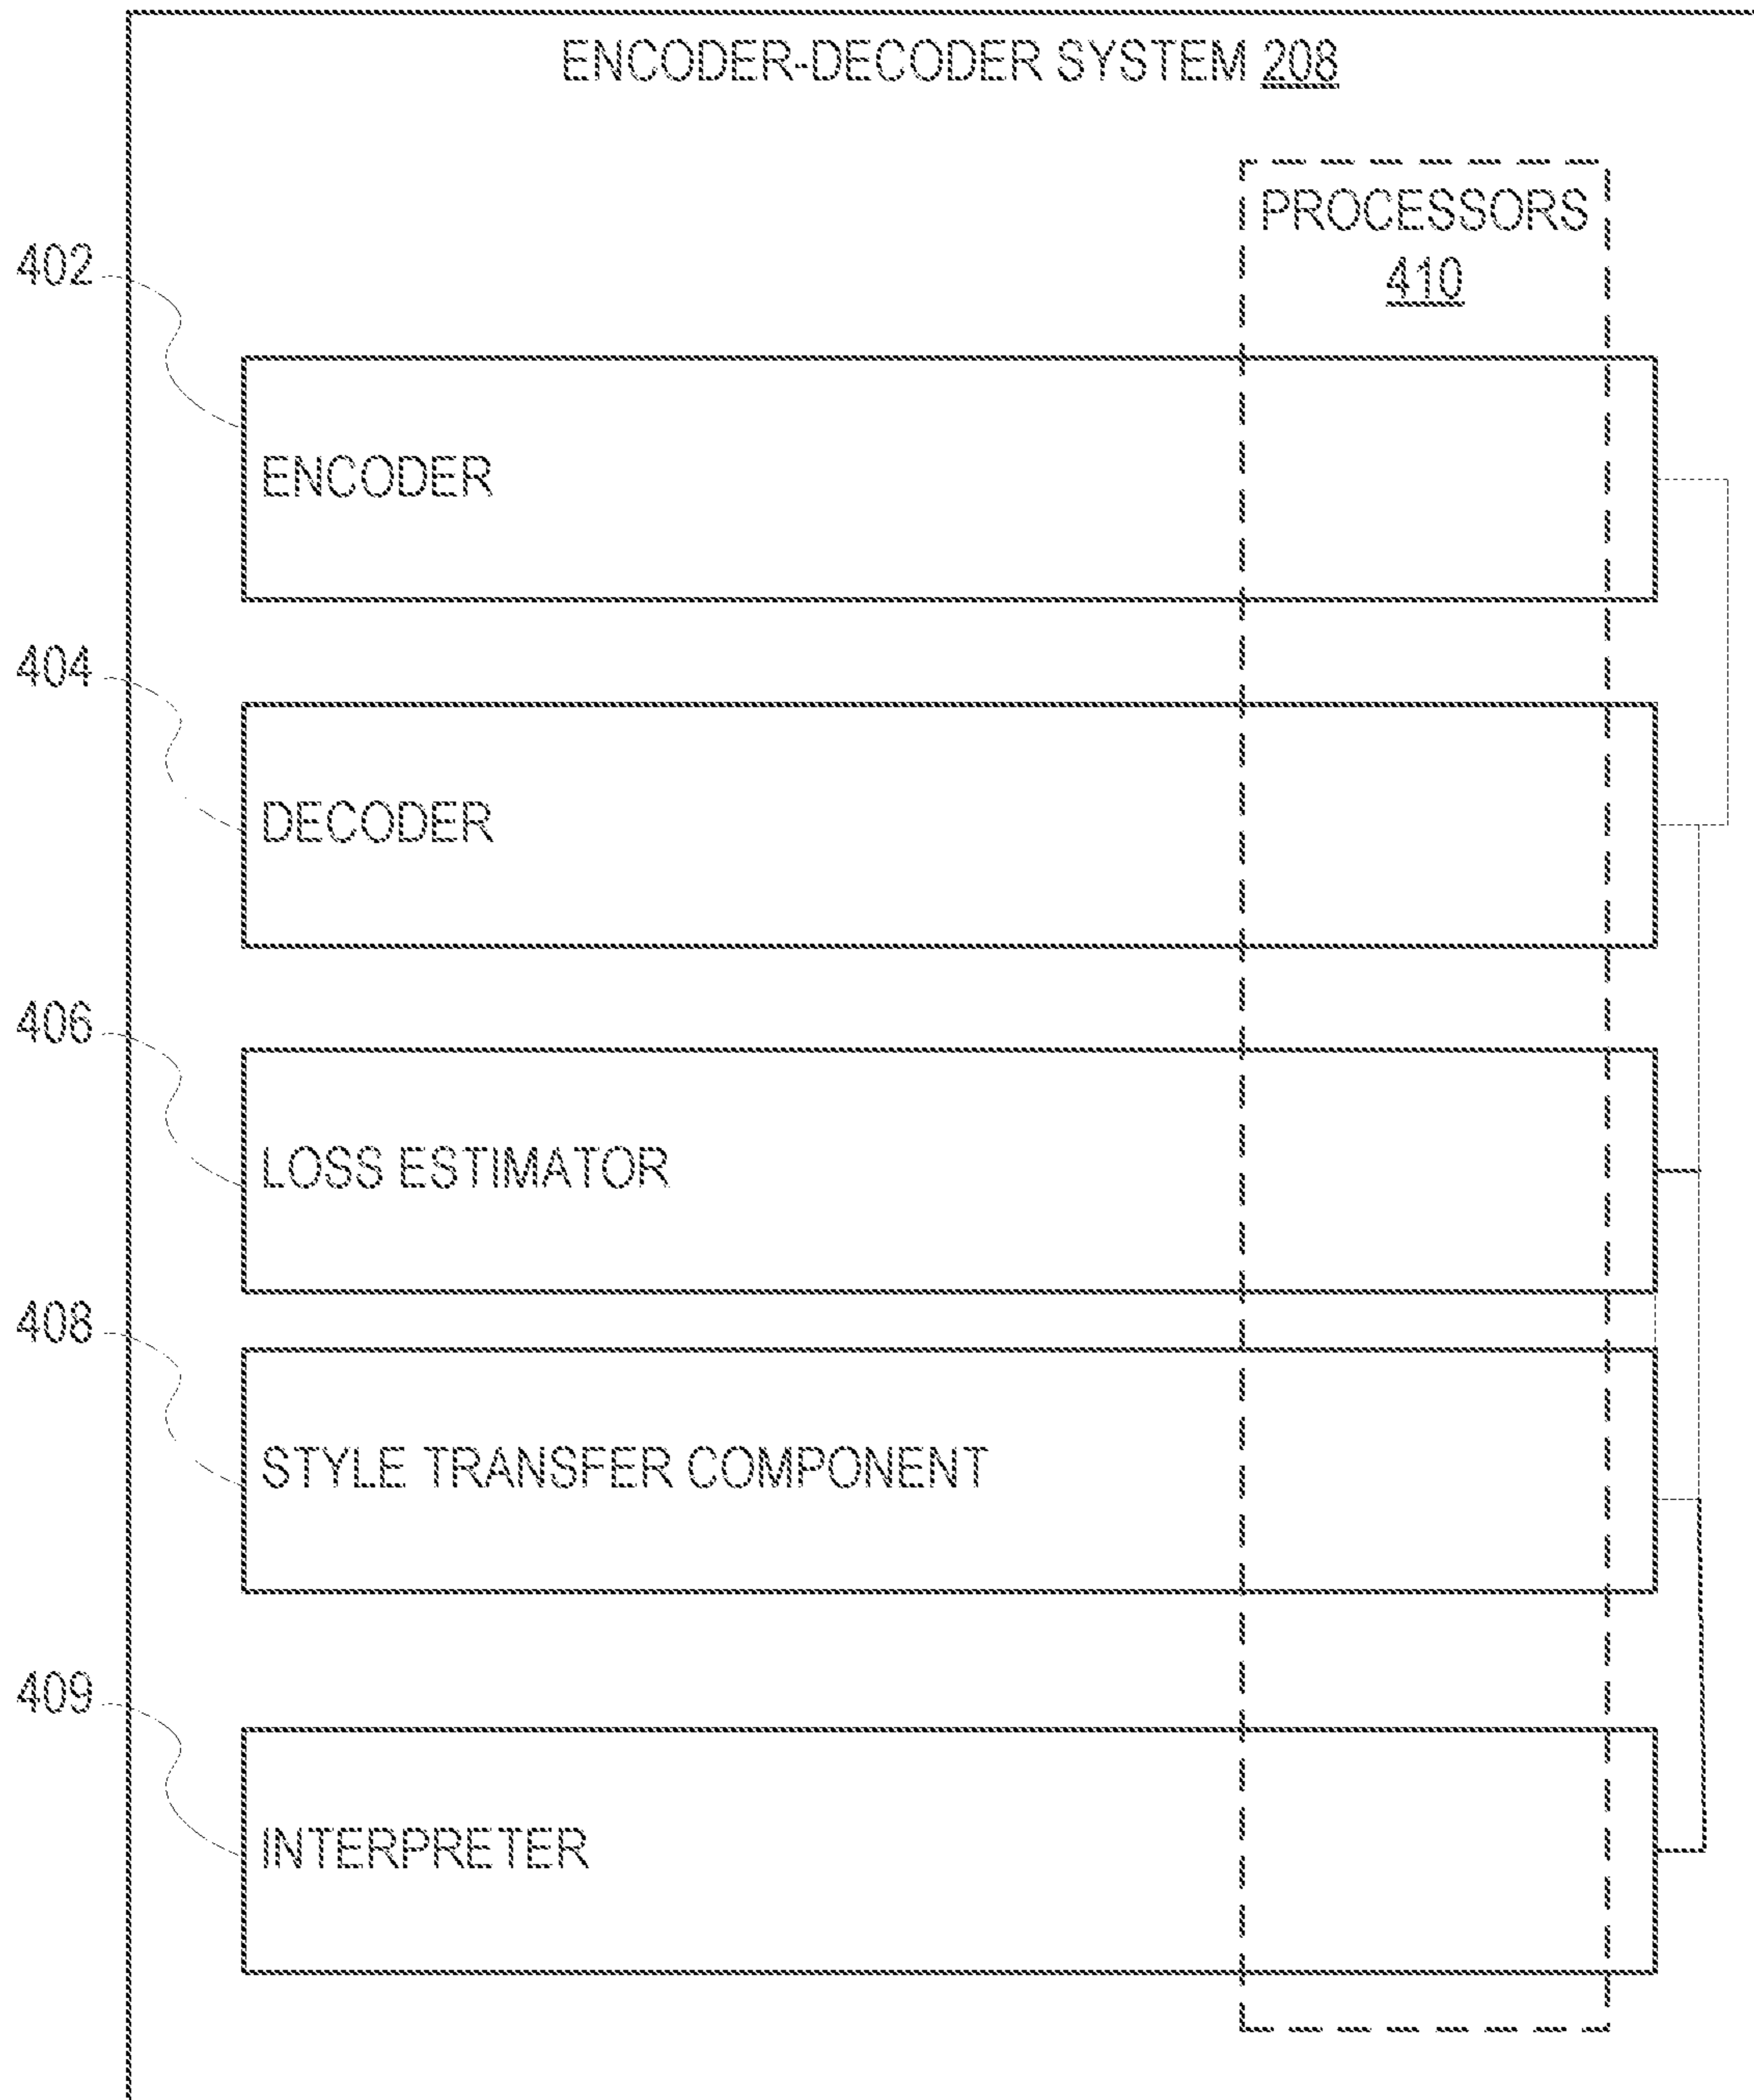 ENCODER-DECODER SYSTEM 208
PROCESSORS
410
402
ENCODER
404
DECODER
406
LOSS ESTIMATOR
408
STYLE TRANSFER COMPONENT
409
INTERPRETER